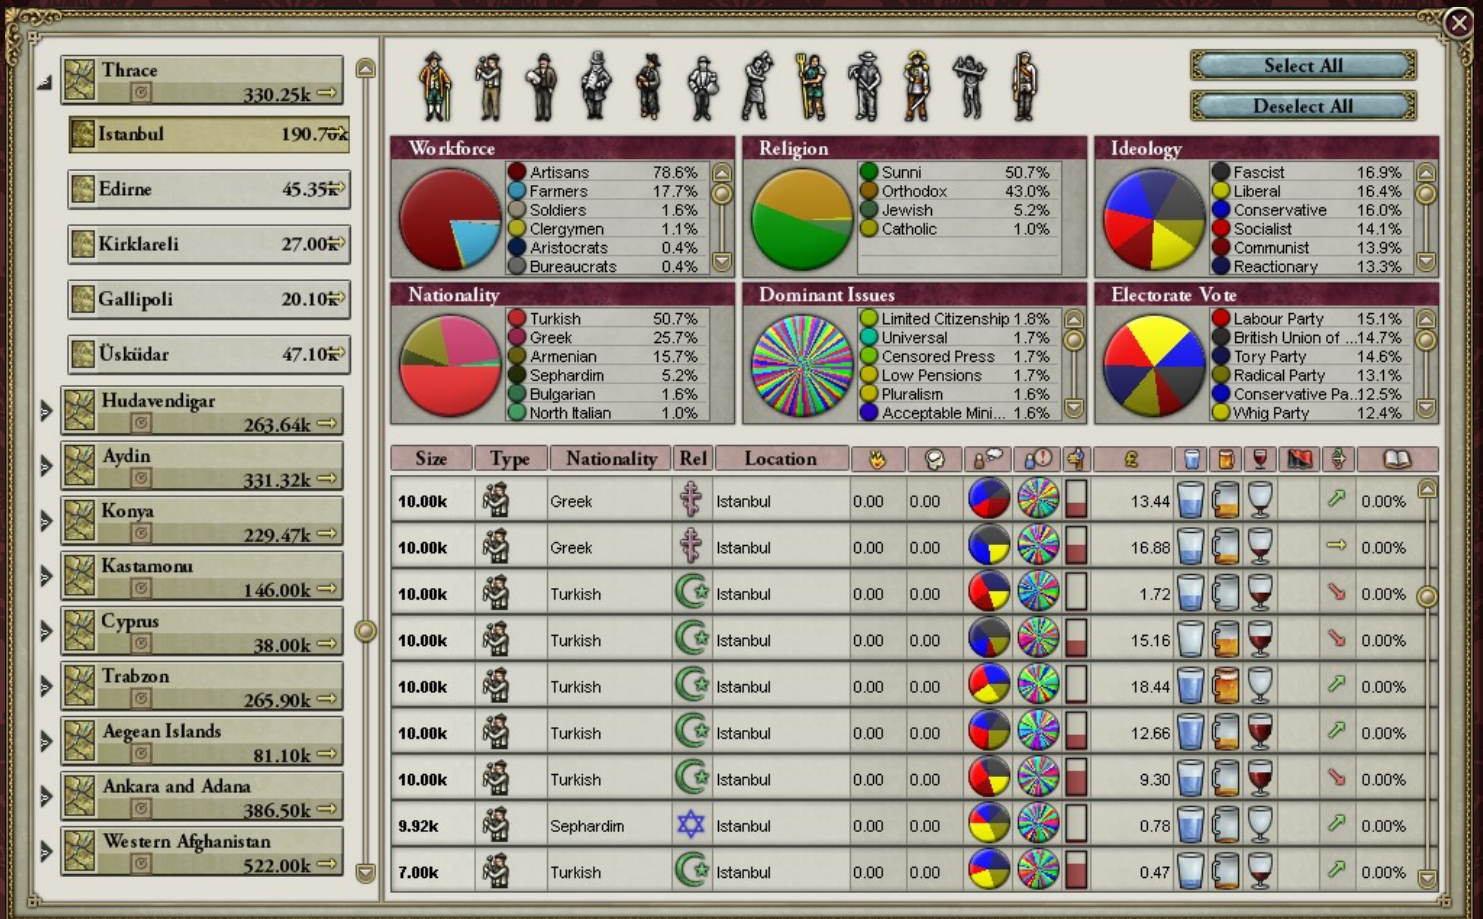 Thrace
330.25k
Istanbul
Edirne 45.35k
Kirklareli 27.00k
Gallipoli 20.10k
Üsküdar 47.10k
Hudavendigar
263.64k
Aydin
331.32k
Konya
229.47k
Kastamonu
146.00k
Cyprus
38.00k
Trabzon
265.90k
Aegean Islands
81.10k
Ankara and Adana
386.50k
Western Afghanistan
522.00k
Select All
Deselect All
Workforce
Artisans 78.6%
Farmers 17.7%
Soldiers 1.6%
Clergymen 1.1%
Aristocrats 0.4%
Bureaucrats 0.4%
Religion
Sunni 50.7%
Orthodox 43.0%
Jewish 5.2%
Catholic 1.0%
Ideology
Fascist 16.9%
Liberal 16.4%
Conservative 16.0%
Socialist 14.1%
Communist 13.9%
Reactionary 13.3%
Nationality
Turkish 50.7%
Greek 25.7%
Armenian 15.7%
Sephardim 5.2%
Bulgarian 1.6%
North Italian 1.0%
Dominant Issues
Limited Citizenship 1.8%
Universal 1.7%
Censored Press 1.7%
Low Pensions 1.7%
Pluralism 1.6%
Acceptable Mini... 1.6%
Electorate Vote
Labour Party 15.1%
British Union of ...14.7%
Tory Party 14.6%
Radical Party 13.1%
Conservative Pa..12.5%
Whig Party 12.4%
Size Type Nationality Rel Location £
10.00k Greek Istanbul 0.00 0.00 13.44 0.00%
10.00k Greek Istanbul 0.00 0.00 16.88 0.00%
10.00k Turkish Istanbul 0.00 0.00 1.72 0.00%
10.00k Turkish Istanbul 0.00 0.00 15.16 0.00%
10.00k Turkish Istanbul 0.00 0.00 18.44 0.00%
10.00k Turkish Istanbul 0.00 0.00 12.66 0.00%
10.00k Turkish Istanbul 0.00 0.00 9.30 0.00%
9.92k Sephardim Istanbul 0.00 0.00 0.78 0.00%
7.00k Turkish Istanbul 0.00 0.00 0.47 0.00%